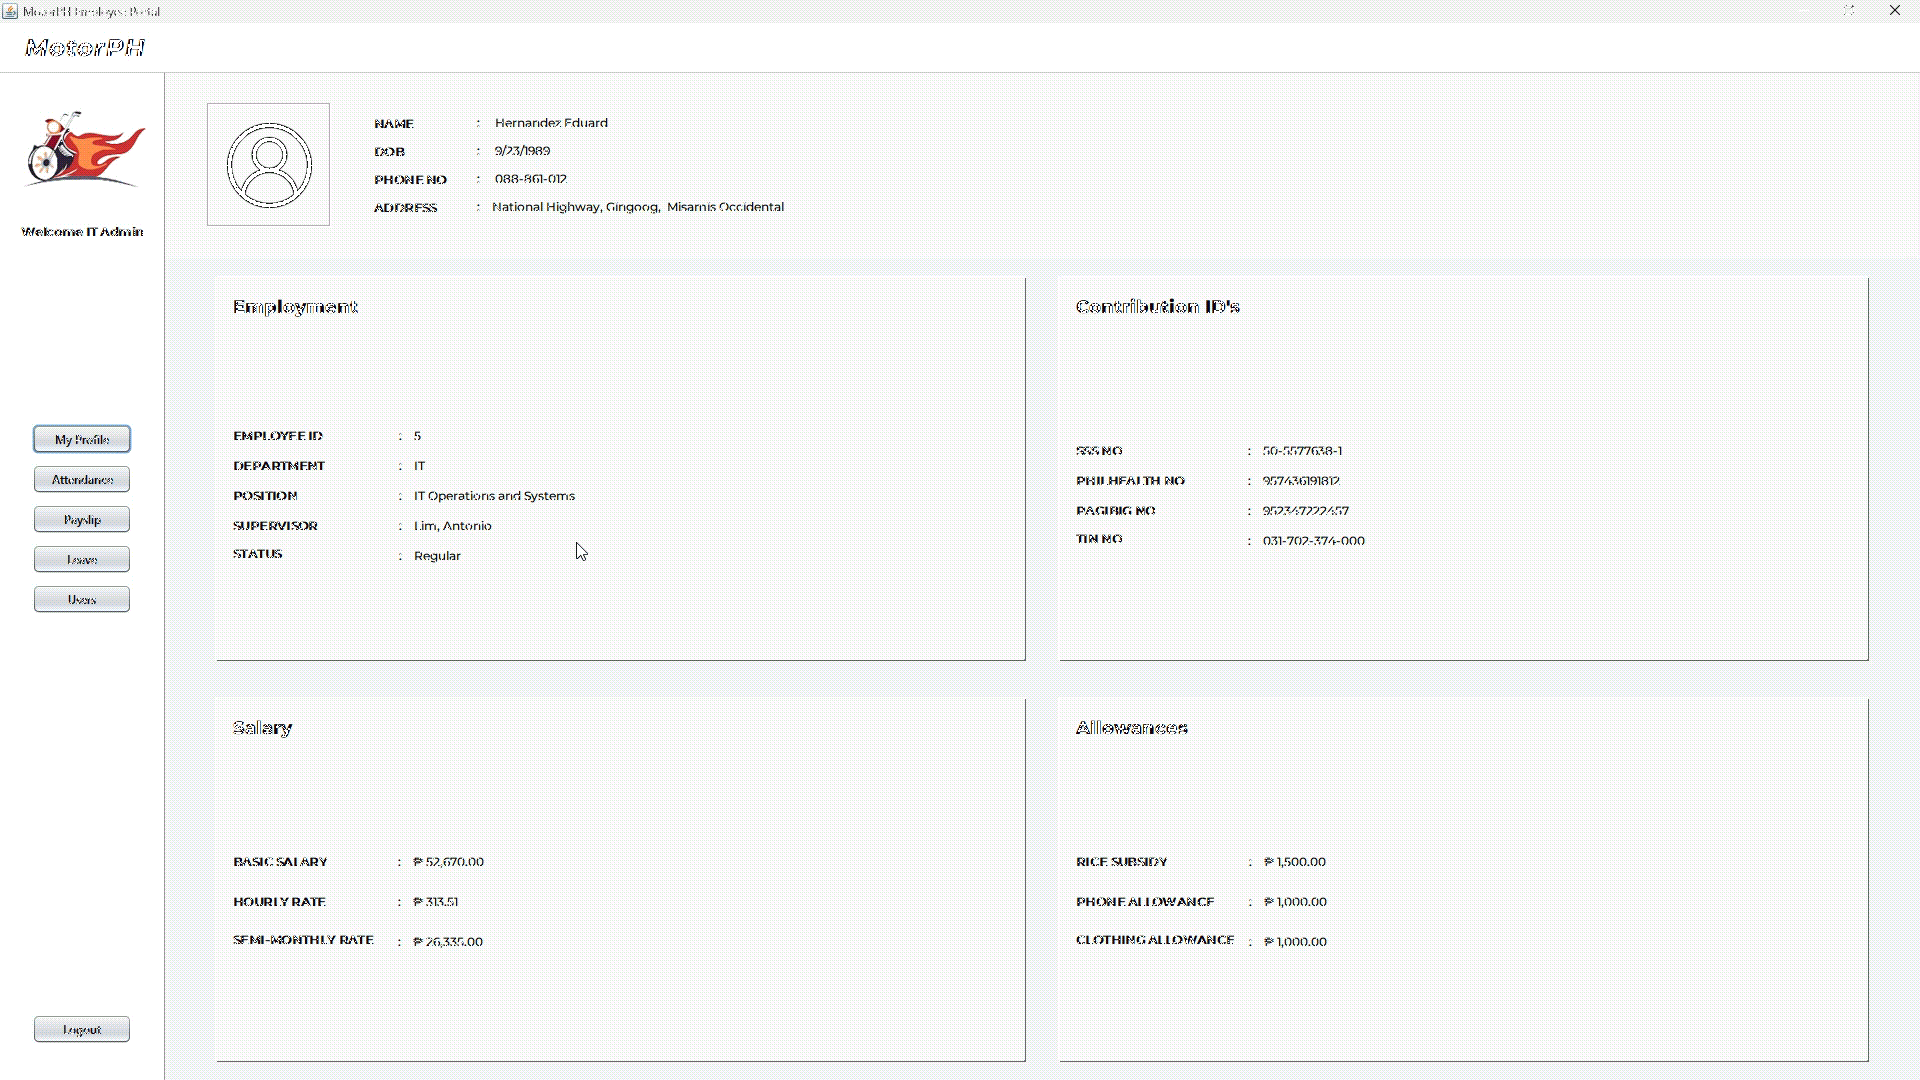 MotorPH Employee Portal
MotorPH
Welcome IT Admin
My Profile
Attendance
Payslip
Leave
Users
Logout
NAME : Hernandez Eduard
DOB : 9/23/1989
PHONE NO : 088-861-012
ADDRESS : National Highway, Gingoog, Misamis Occidental
Employment
EMPLOYEE ID : 5
DEPARTMENT : IT
POSITION : IT Operations and Systems
SUPERVISOR : Lim, Antonio
STATUS : Regular
Contribution ID's
SSS NO : 50-5577638-1
PHILHEALTH NO : 957436191812
PAGIBIG NO : 952347222457
TIN NO : 031-702-374-000
Salary
BASIC SALARY : ₱ 52,670.00
HOURLY RATE : ₱ 313.51
SEMI-MONTHLY RATE : ₱ 26,335.00
Allowances
RICE SUBSIDY : ₱ 1,500.00
PHONE ALLOWANCE : ₱ 1,000.00
CLOTHING ALLOWANCE : ₱ 1,000.00